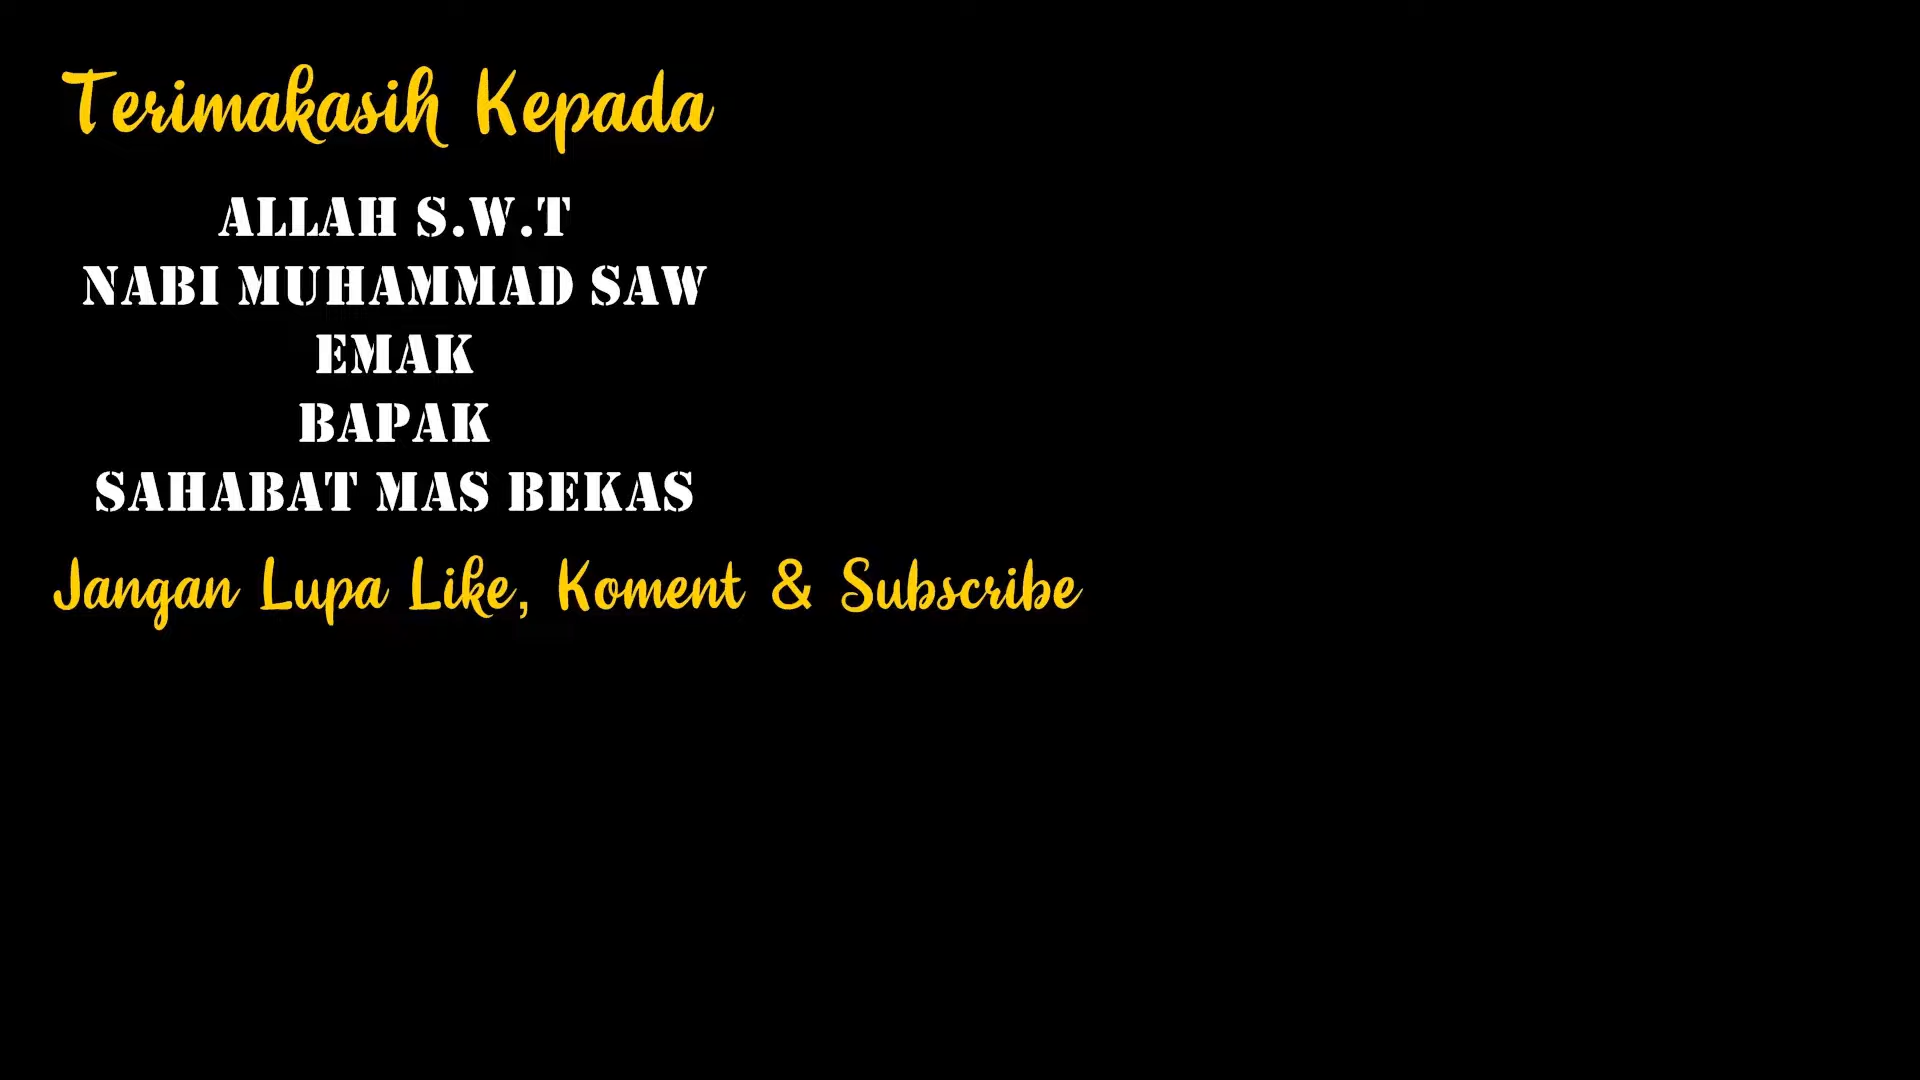 Terimakasih Kepada
ALLAH S.W.T
NABI MUHAMMAD SAW
EMAK
BAPAK
SAHABAT MAS BEKAS
Jangan Lupa Like, Koment & Subscribe